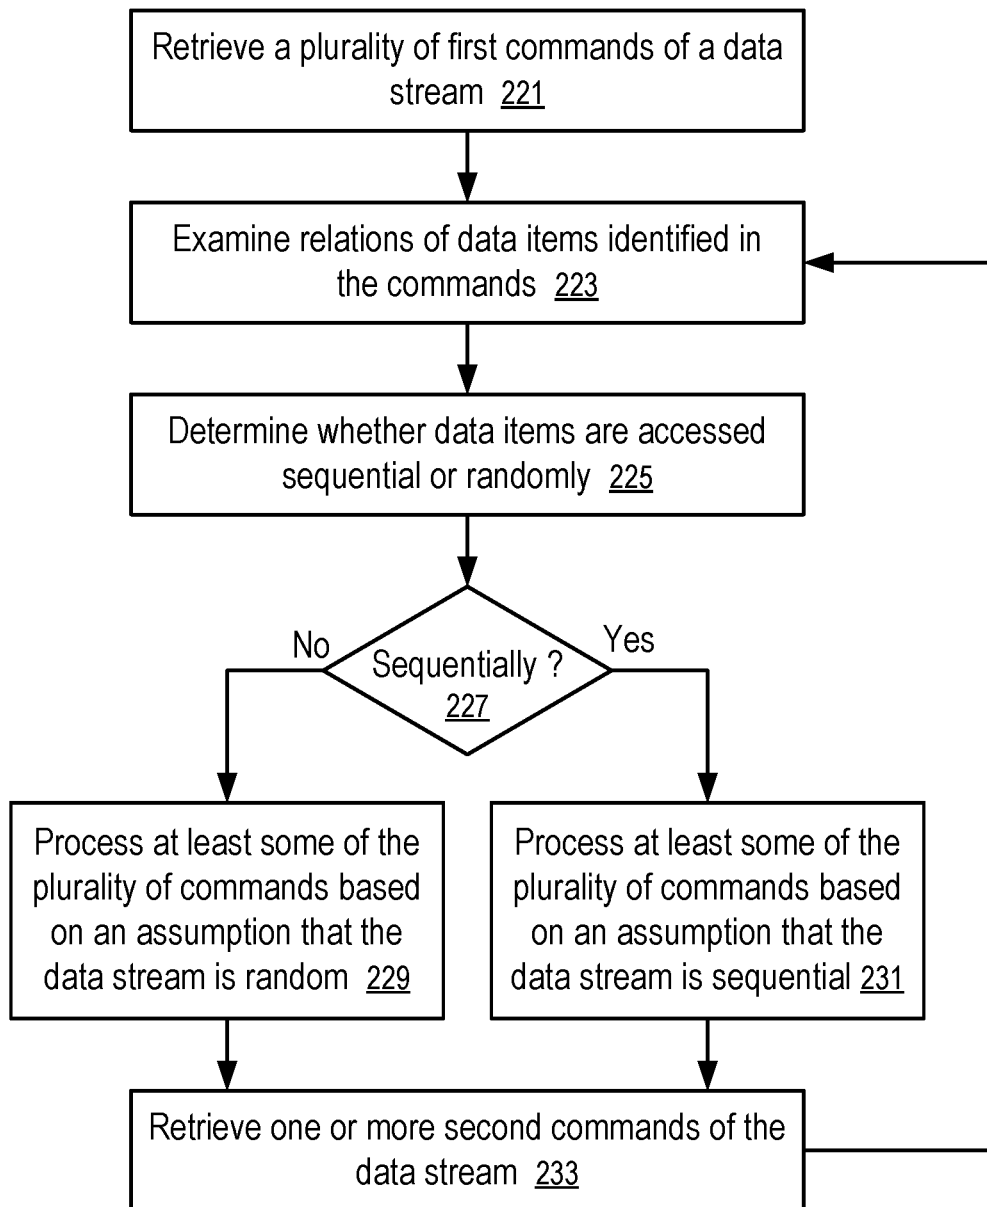 Retrieve a plurality of first commands of a data
stream 221
Examine relations of data items identified in
the commands 223
Determine whether data items are accessed
sequential or randomly 225
No
Yes
Sequentially ?
227
Process at least some of the
plurality of commands based
on an assumption that the
data stream is random 229
Process at least some of the
plurality of commands based
on an assumption that the
data stream is sequential 231
Retrieve one or more second commands of the
data stream 233